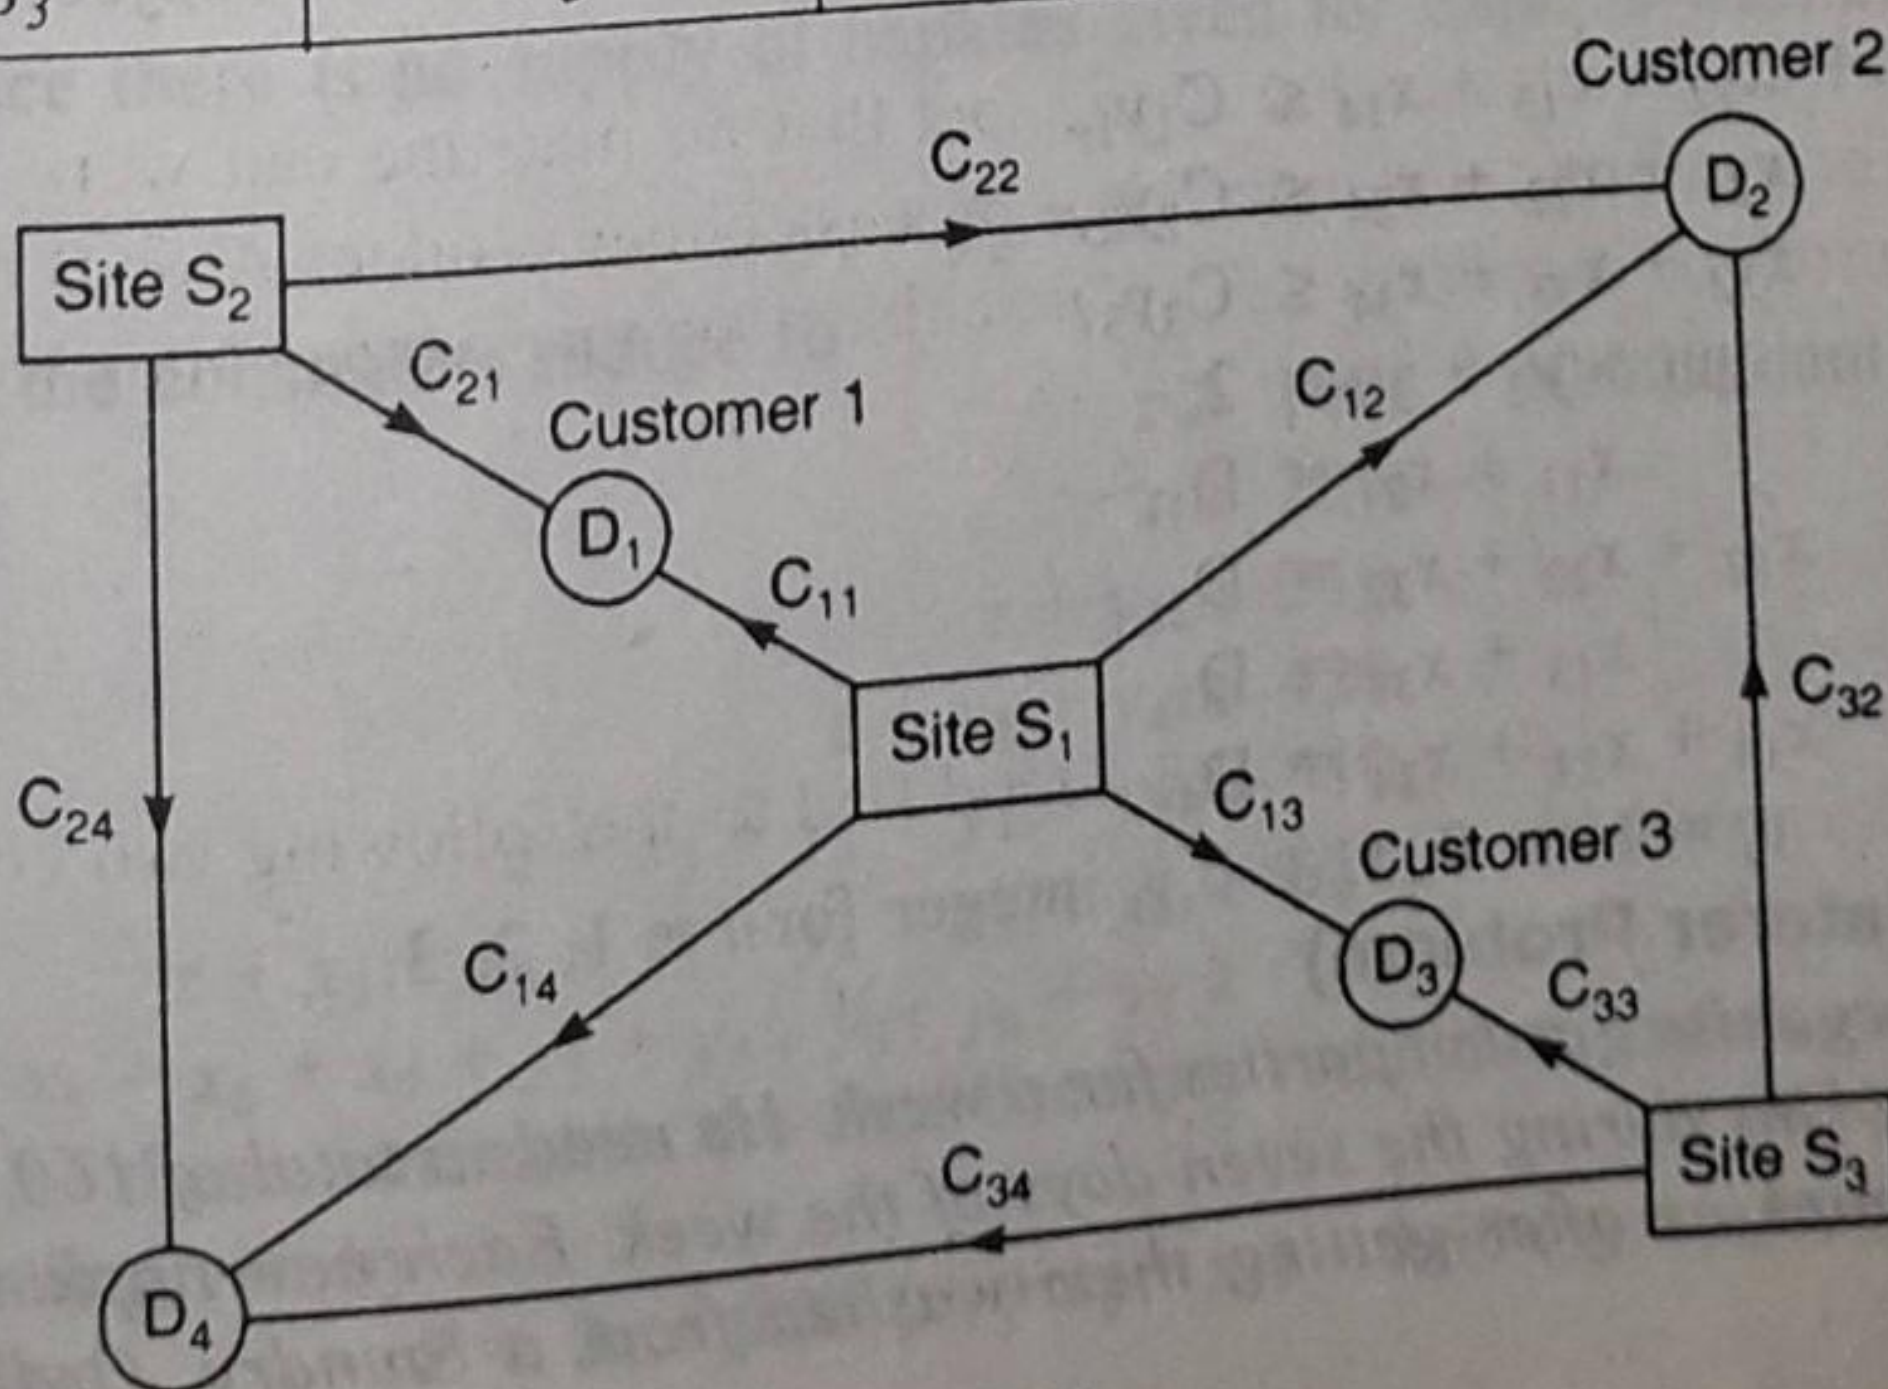 Customer 2
C₂₂
D₂
Site S₂
C₂₁
Customer 1
C₁₂
D₁
C₁₁
C₃₂
Site S₁
C₂₄
C₁₃
Customer 3
C₁₄
D₃
C₃₃
C₃₄
Site S₃
D₄